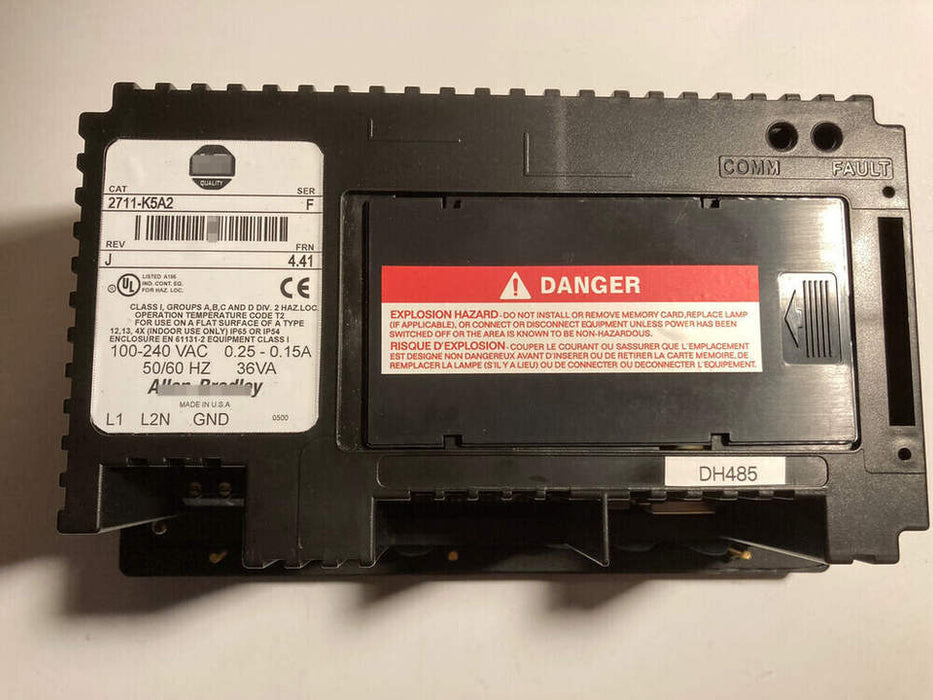 QUALITY
CAT
SER
2711-K5A2
F
REV
FRN
J
4.41
UL LISTED A196
IND. CONT. EQ.
FOR HAZ. LOC.
CE
CLASS I, GROUPS A,B,C AND D DIV. 2 HAZ.LOC.
OPERATION TEMPERATURE CODE T2
FOR USE ON A FLAT SURFACE OF A TYPE
12,13, 4X (INDOOR USE ONLY) IP65 OR IP54
ENCLOSURE EN 61131-2 EQUIPMENT CLASS I
100-240 VAC 0.25 - 0.15A
50/60 HZ 36VA
Allen Bradley
MADE IN U.S.A
L1 L2N GND 0500
COMM FAULT
DANGER
EXPLOSION HAZARD - DO NOT INSTALL OR REMOVE MEMORY CARD,REPLACE LAMP
(IF APPLICABLE), OR CONNECT OR DISCONNECT EQUIPMENT UNLESS POWER HAS BEEN
SWITCHED OFF OR THE AREA IS KNOWN TO BE NON-HAZARDOUS.
RISQUE D'EXPLOSION - COUPER LE COURANT OU SASSURER QUE L'EMPLACEMENT
EST DESIGNE NON DANGEREUX AVANT D'INSERER OU DE RETIRER LA CARTE MEMOIRE, DE
REMPLACER LA LAMPE (S'IL Y A LIEU) OU DE CONNECTER OU DECONNECTER L'EQUIPEMENT.
DH485